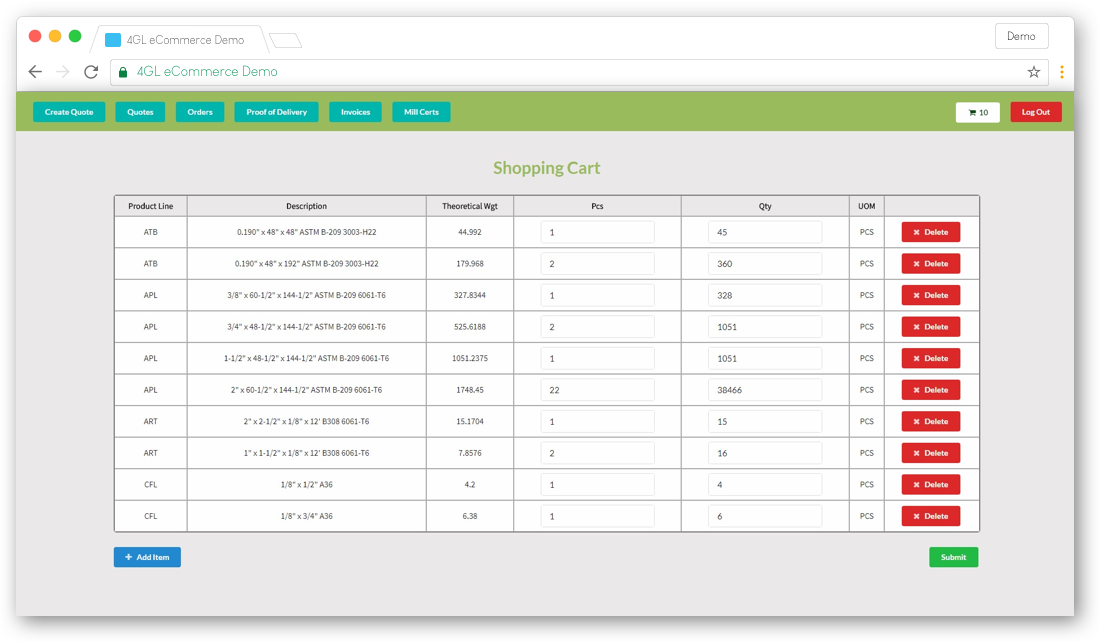 4GL eCommerce Demo
Demo
4GL eCommerce Demo
Create Quote Quotes Orders Proof of Delivery Invoices Mill Certs 10 Log Out
Shopping Cart
Product Line Description Theoretical Wgt Pcs Qty UOM
ATB 0.190" x 48" x 48" ASTM B-209 3003-H22 44.992 1 45 PCS Delete
ATB 0.190" x 48" x 192" ASTM B-209 3003-H22 179.968 2 360 PCS Delete
APL 3/8" x 60-1/2" x 144-1/2" ASTM B-209 6061-T6 327.8344 1 328 PCS Delete
APL 3/4" x 48-1/2" x 144-1/2" ASTM B-209 6061-T6 525.6188 2 1051 PCS Delete
APL 1-1/2" x 48-1/2" x 144-1/2" ASTM B-209 6061-T6 1051.2375 1 1051 PCS Delete
APL 2" x 60-1/2" x 144-1/2" ASTM B-209 6061-T6 1748.45 22 38466 PCS Delete
ART 2" x 2-1/2" x 1/8" x 12' B308 6061-T6 15.1704 1 15 PCS Delete
ART 1" x 1-1/2" x 1/8" x 12' B308 6061-T6 7.8576 2 16 PCS Delete
CFL 1/8" x 1/2" A36 4.2 1 4 PCS Delete
CFL 1/8" x 3/4" A36 6.38 1 6 PCS Delete
Add Item Submit